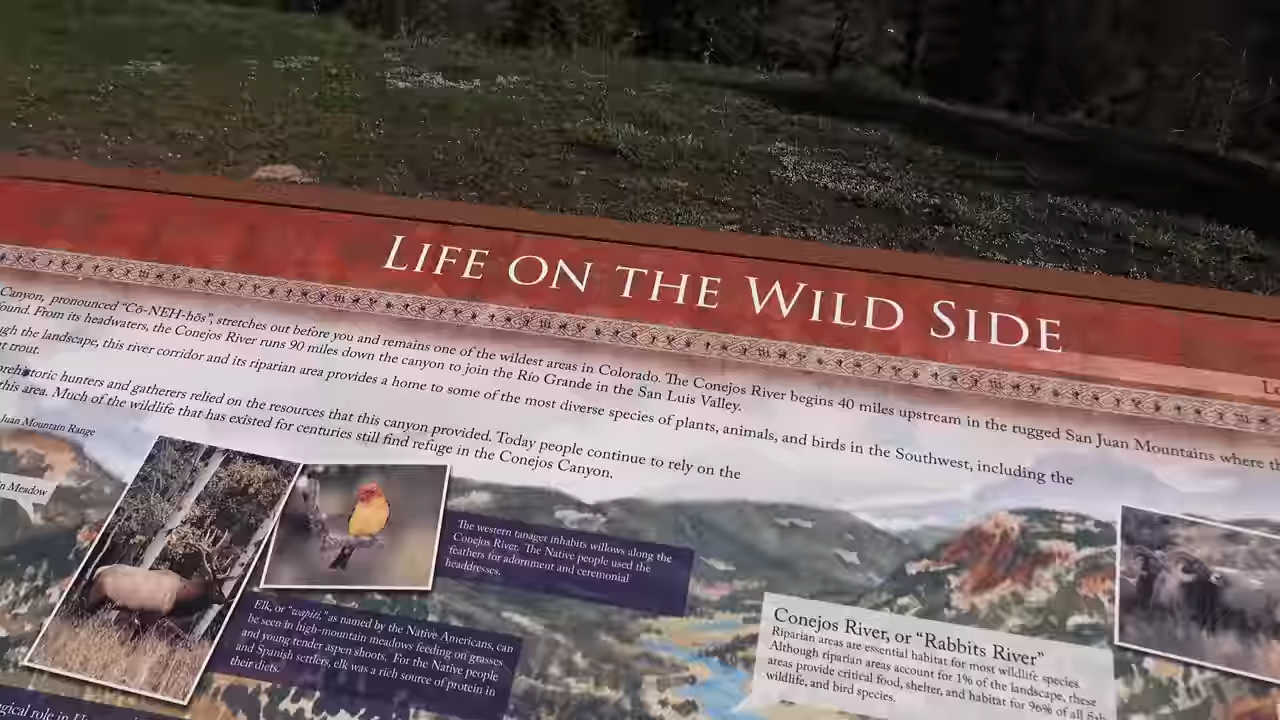 LIFE ON THE WILD SIDE
Canyon, pronounced "Cō-NEH-hōs", stretches out before you and remains one of the wildest areas in Colorado. The Conejos River begins 40 miles upstream in the rugged San Juan Mountains where
found. From its headwaters, the Conejos River runs 90 miles down the canyon to join the Río Grande in the San Luis Valley.
the landscape, this river corridor and its riparian area provides a home to some of the most diverse species of plants, animals, and birds in the Southwest, including the
trout.
prehistoric hunters and gatherers relied on the resources that this canyon provided. Today people continue to rely on the
this area. Much of the wildlife that has existed for centuries still find refuge in the Conejos Canyon.
Juan Mountain Range
Meadow
The western tanager inhabits willows along the
Conejos River. The Native people used the
feathers for adornment and ceremonial
headdresses.
Elk, or "wapiti," as named by the Native Americans, can
be seen in high-mountain meadows feeding on grasses
and young tender aspen shoots. For the Native people
and Spanish settlers, elk was a rich source of protein in
their diets.
Conejos River, or "Rabbits River"
Riparian areas are essential habitat for most wildlife species.
Although riparian areas account for 1% of the landscape, these
areas provide critical food, shelter, and habitat for 96% of all
wildlife, and bird species.
role in